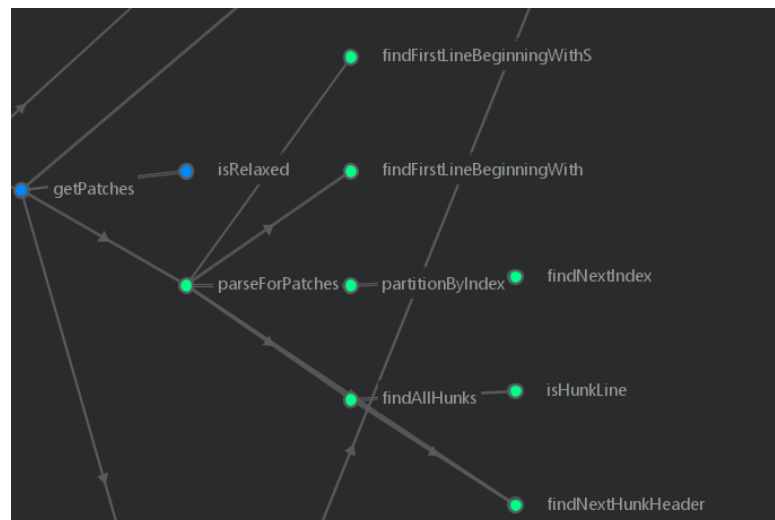 findFirstLineBeginningWithS
isRelaxed
findFirstLineBeginningWith
getPatches
parseForPatches
partitionByIndex
findNextIndex
findAllHunks
isHunkLine
findNextHunkHeader